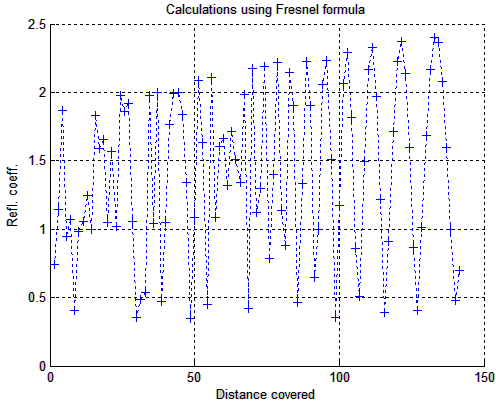 Calculations using Fresnel formula
2.5
2
1.5
1
0.5
0
Refl. coeff.
0 50 100 150
Distance covered